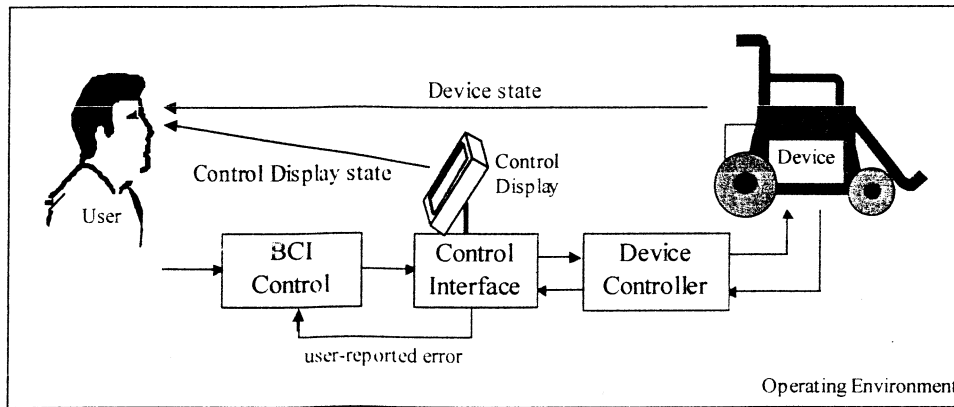 Device state
Control Display state
Control
Display
Device
User
BCI
Control
Control
Interface
Device
Controller
user-reported error
Operating Environment